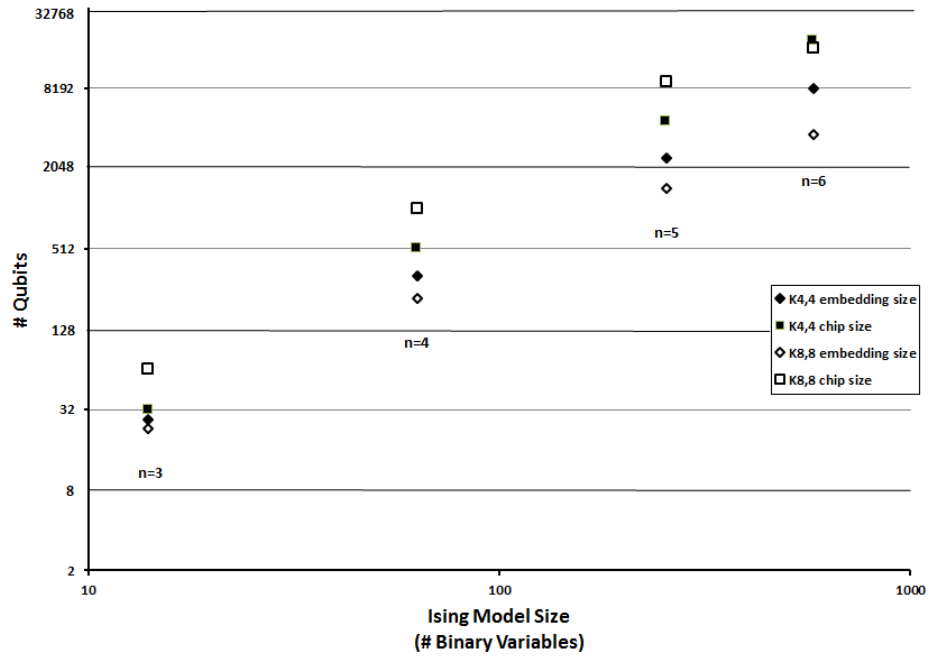 32768
8192
2048
512
128
32
8
2
# Qubits
n=3
n=4
n=5
n=6
K4,4 embedding size
K4,4 chip size
K8,8 embedding size
K8,8 chip size
10
100
1000
Ising Model Size
(# Binary Variables)